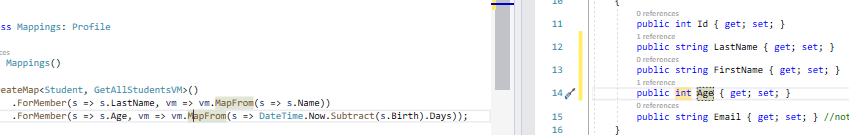 ss Mappings: Profile
ces
Mappings()
eateMap<Student, GetAllStudentsVM>()
.ForMember(s => s.LastName, vm => vm.MapFrom(s => s.Name))
.ForMember(s => s.Age, vm => vm.MapFrom(s => DateTime.Now.Subtract(s.Birth).Days));
10 {
0 references
11 public int Id { get; set; }
1 reference
12 public string LastName { get; set; }
0 references
13 public string FirstName { get; set; }
1 reference
14 public int Age { get; set; }
0 references
15 public string Email { get; set; } //not
16 }